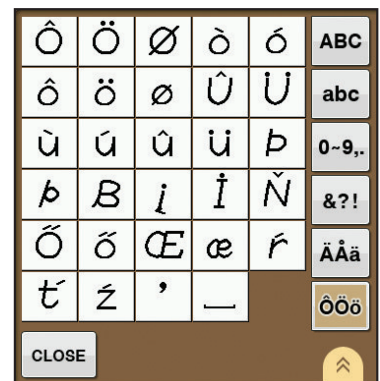 Ô Ö Ø ò ó ABC
ô ö ø Û Ü abc
ù ú û ü Þ 0~9,.
þ ß į İ Ň &?!
Ő ő Œ œ ŕ ÄÅä
ť ź ’ _ ÔÖö
CLOSE